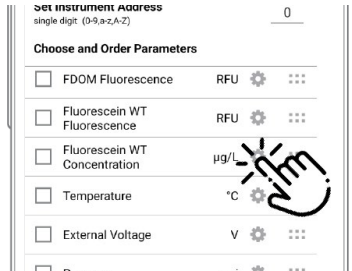 Set Instrument Address
single digit (0-9,a-z,A-Z)
0
Choose and Order Parameters
FDOM Fluorescence RFU
Fluorescein WT
Fluorescence RFU
Fluorescein WT
Concentration µg/L
Temperature °C
External Voltage V